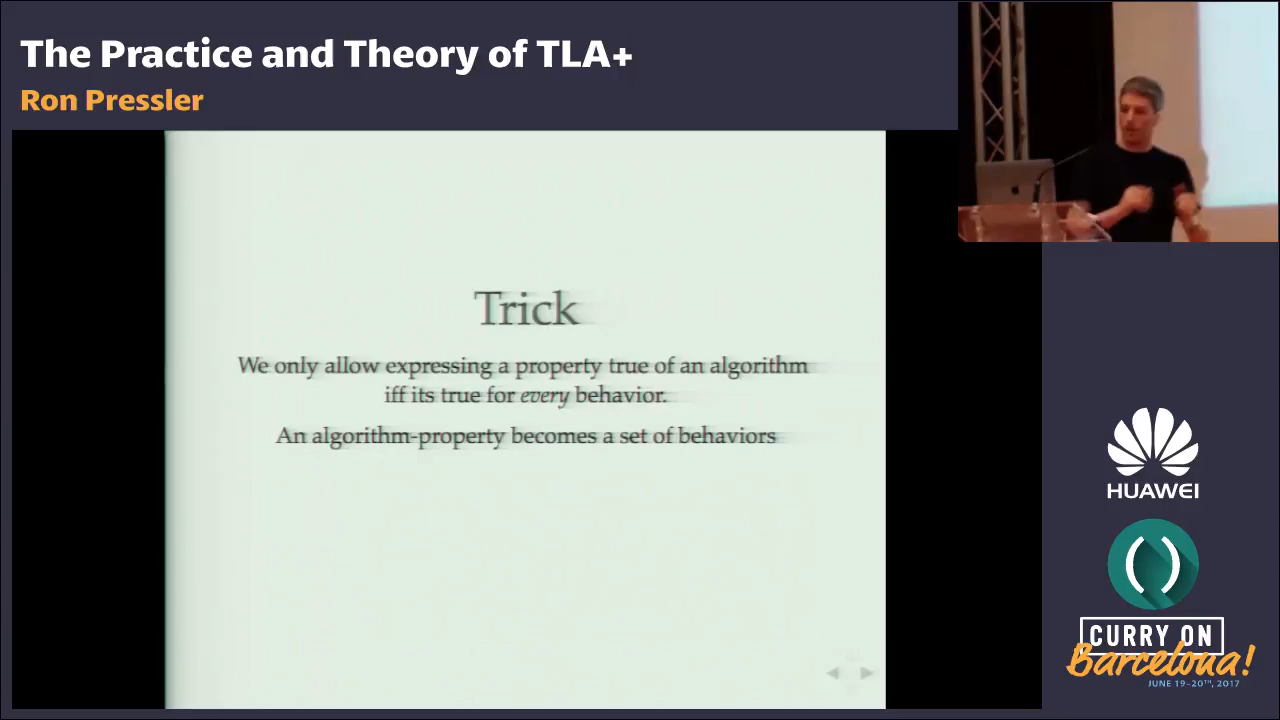 The Practice and Theory of TLA+
Ron Pressler
Trick
We only allow expressing a property true of an algorithm
iff its true for every behavior.
An algorithm-property becomes a set of behaviors
HUAWEI
CURRY ON
Barcelona!
JUNE 19-20TH, 2017